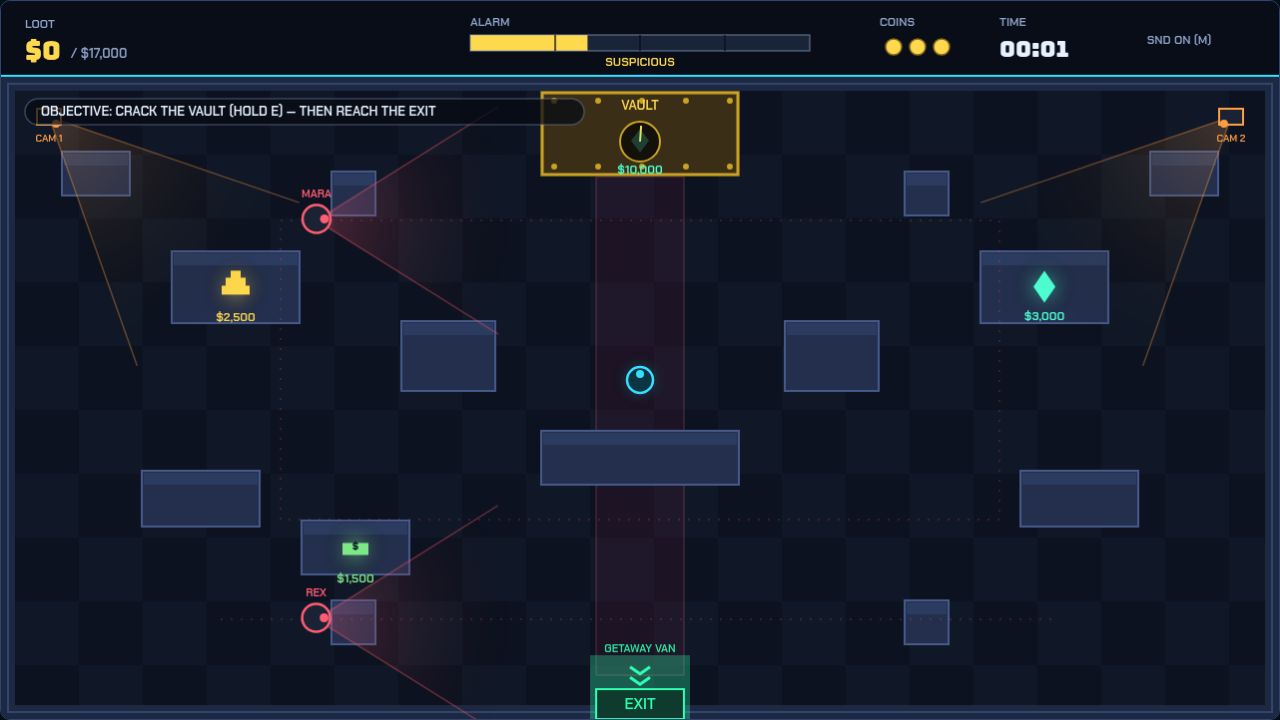 LOOT
$0 / $17,000
ALARM
SUSPICIOUS
COINS
TIME
00:01
SND ON (M)
OBJECTIVE: CRACK THE VAULT (HOLD E) — THEN REACH THE EXIT
VAULT
$10,000
CAM 1
CAM 2
MARA
$2,500
$3,000
$
$1,500
REX
GETAWAY VAN
EXIT